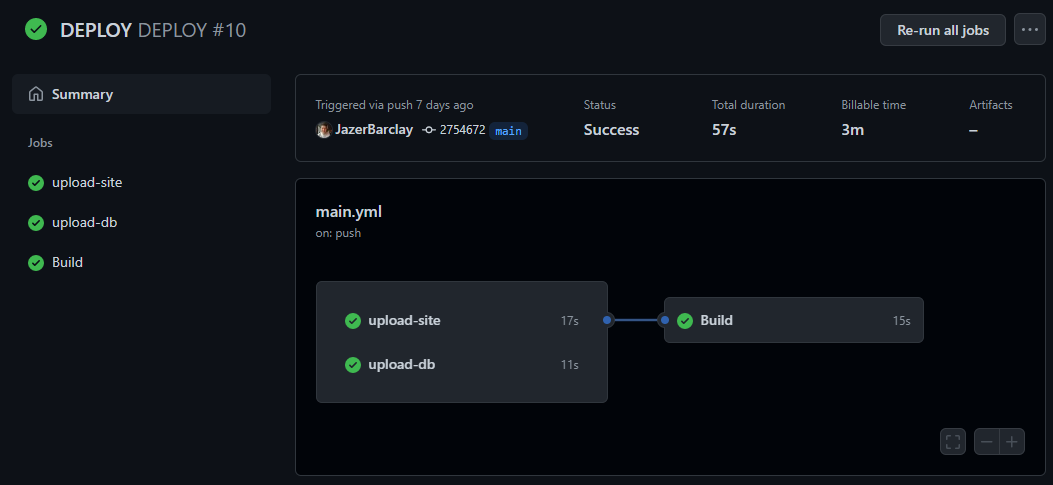 DEPLOY DEPLOY #10
Re-run all jobs
Summary
Jobs
upload-site
upload-db
Build
Triggered via push 7 days ago
JazerBarclay 2754672 main
Status
Success
Total duration
57s
Billable time
3m
Artifacts
–
main.yml
on: push
upload-site 17s
upload-db 11s
Build 15s